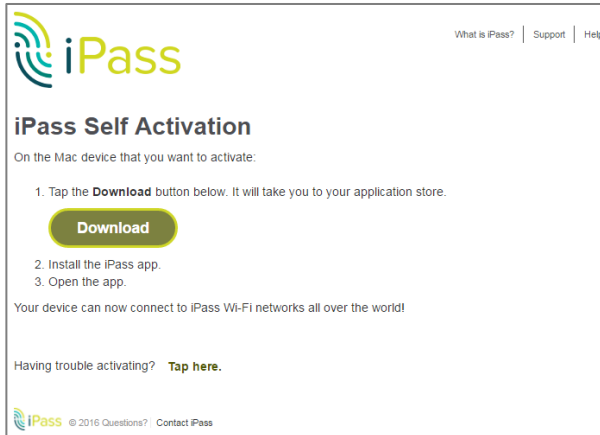 What is iPass? | Support | Help
iPass
iPass Self Activation
On the Mac device that you want to activate:
1. Tap the Download button below. It will take you to your application store.
Download
2. Install the iPass app.
3. Open the app.
Your device can now connect to iPass Wi-Fi networks all over the world!
Having trouble activating? Tap here.
iPass © 2016 Questions? | Contact iPass